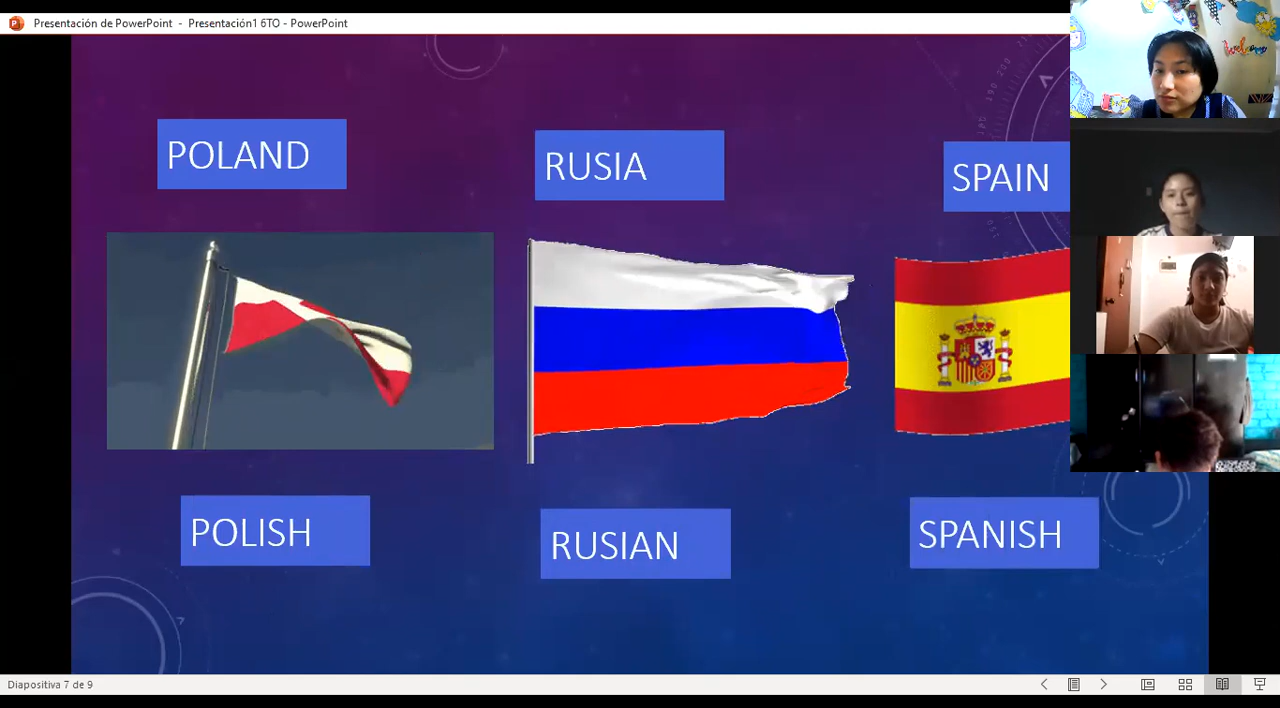 Presentación de PowerPoint - Presentación1 6TO - PowerPoint
POLAND
RUSIA
SPAIN
POLISH
RUSIAN
SPANISH
Diapositiva 7 de 9